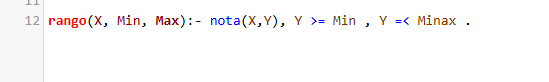 11
12 rango(X, Min, Max):- nota(X,Y), Y >= Min , Y =< Minax .